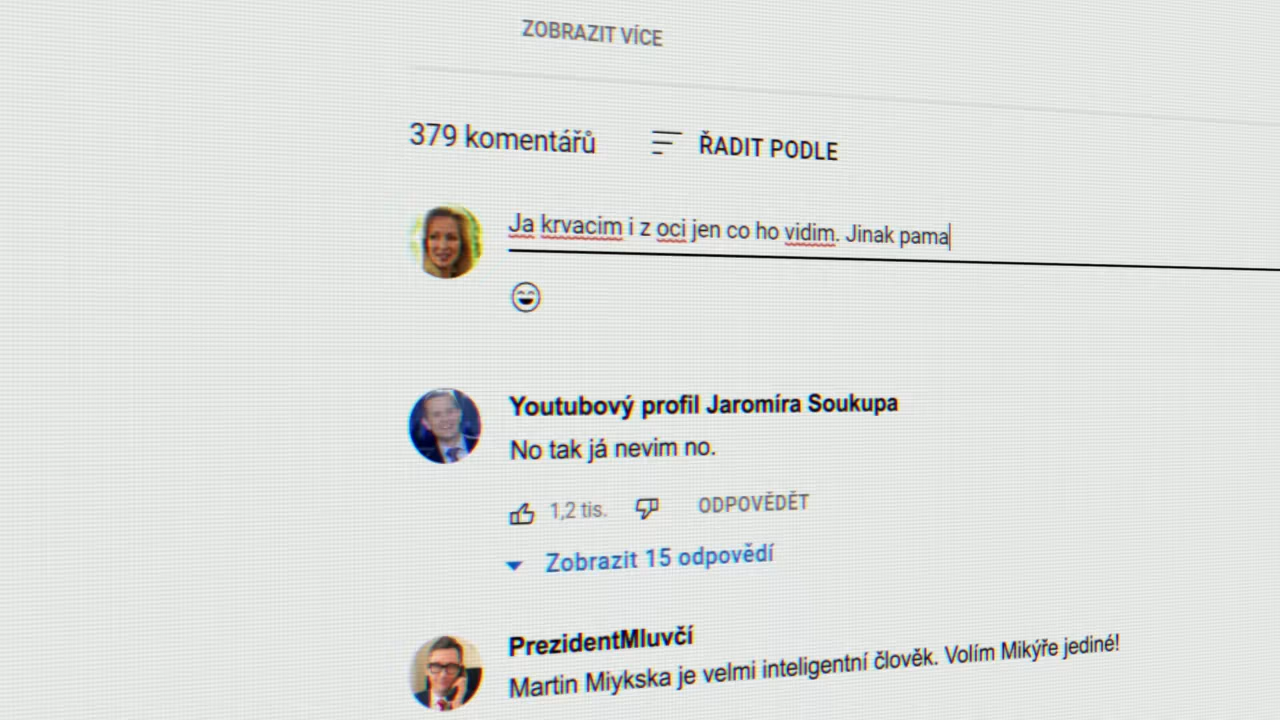 ZOBRAZIT VÍCE
379 komentářů
ŘADIT PODLE
Ja krvacim i z oci jen co ho vidim. Jinak pama
Youtubový profil Jaromíra Soukupa
No tak já nevim no.
1,2 tis.
ODPOVĚDĚT
Zobrazit 15 odpovědí
PrezidentMluvčí
Martin Miykska je velmi inteligentní člověk. Volím Mikýře jediné!